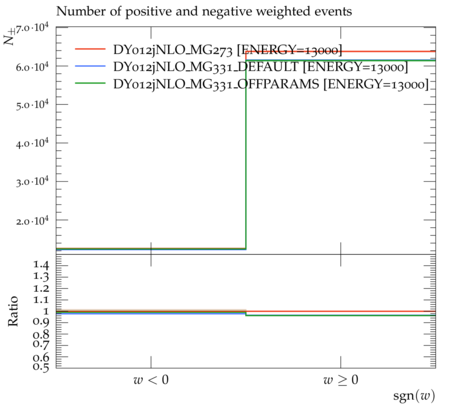 Number of positive and negative weighted events
N±
7.0·10⁴
6.0·10⁴
5.0·10⁴
4.0·10⁴
3.0·10⁴
2.0·10⁴
DY012jNLO_MG273 [ENERGY=13000]
DY012jNLO_MG331_DEFAULT [ENERGY=13000]
DY012jNLO_MG331_OFFPARAMS [ENERGY=13000]
Ratio
1.4
1.3
1.2
1.1
1
0.9
0.8
0.7
0.6
0.5
w < 0
w ≥ 0
sgn(w)